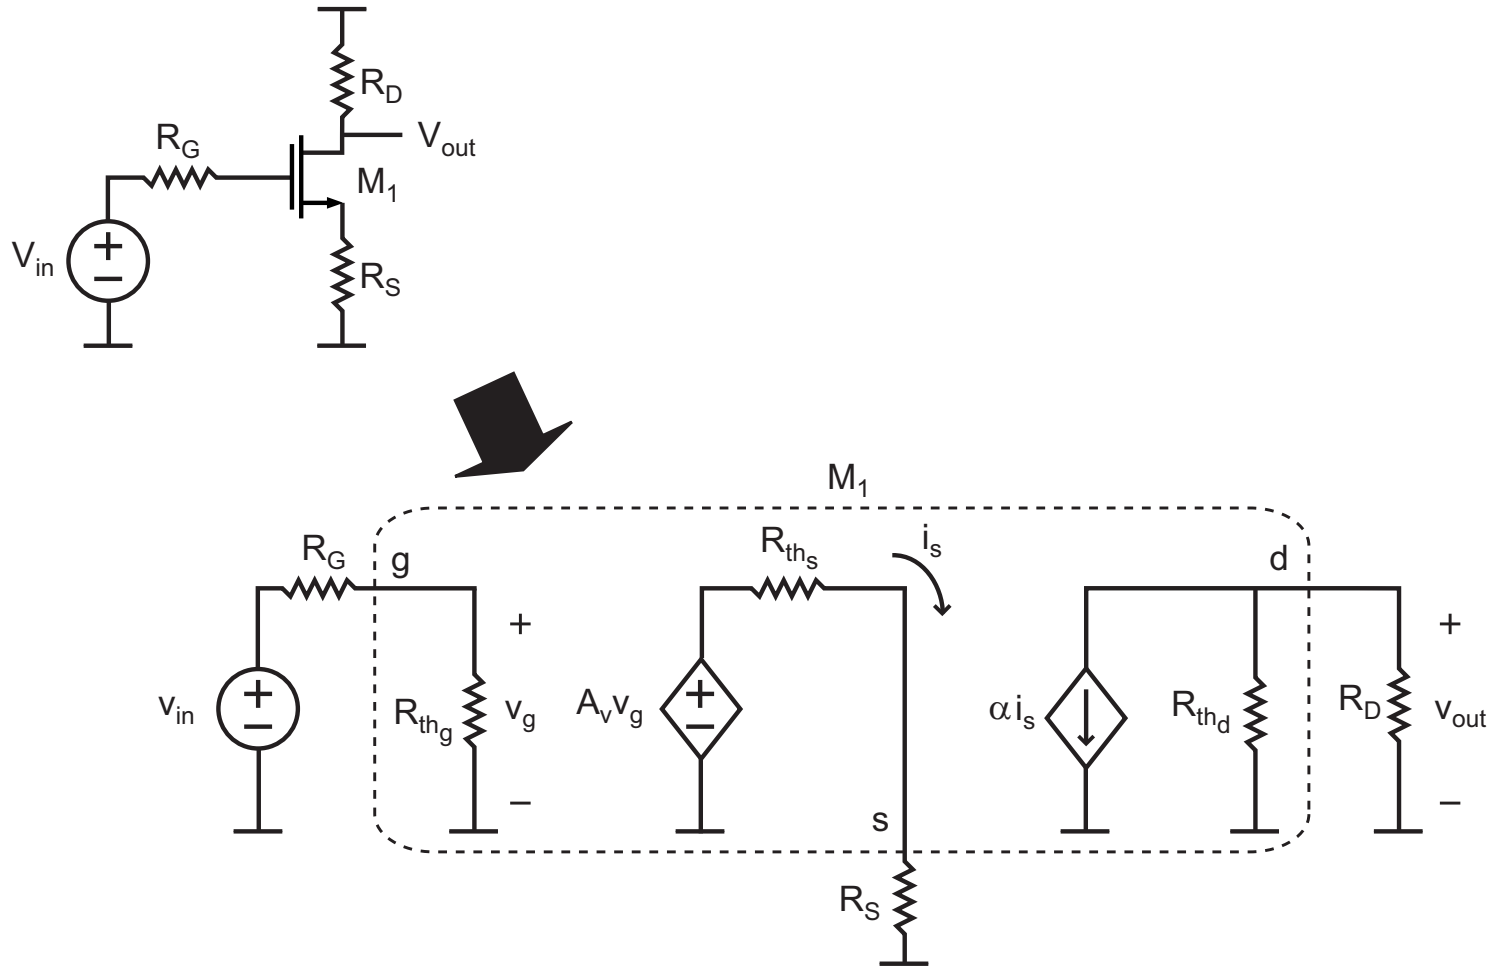 R_D
R_G
V_out
M_1
V_in
+
−
R_S
M_1
R_G
g
R_th_s
i_s
d
+
+
v_in
+
−
R_th_g
v_g
A_v v_g
+
−
α i_s
R_th_d
R_D
v_out
−
−
s
R_S